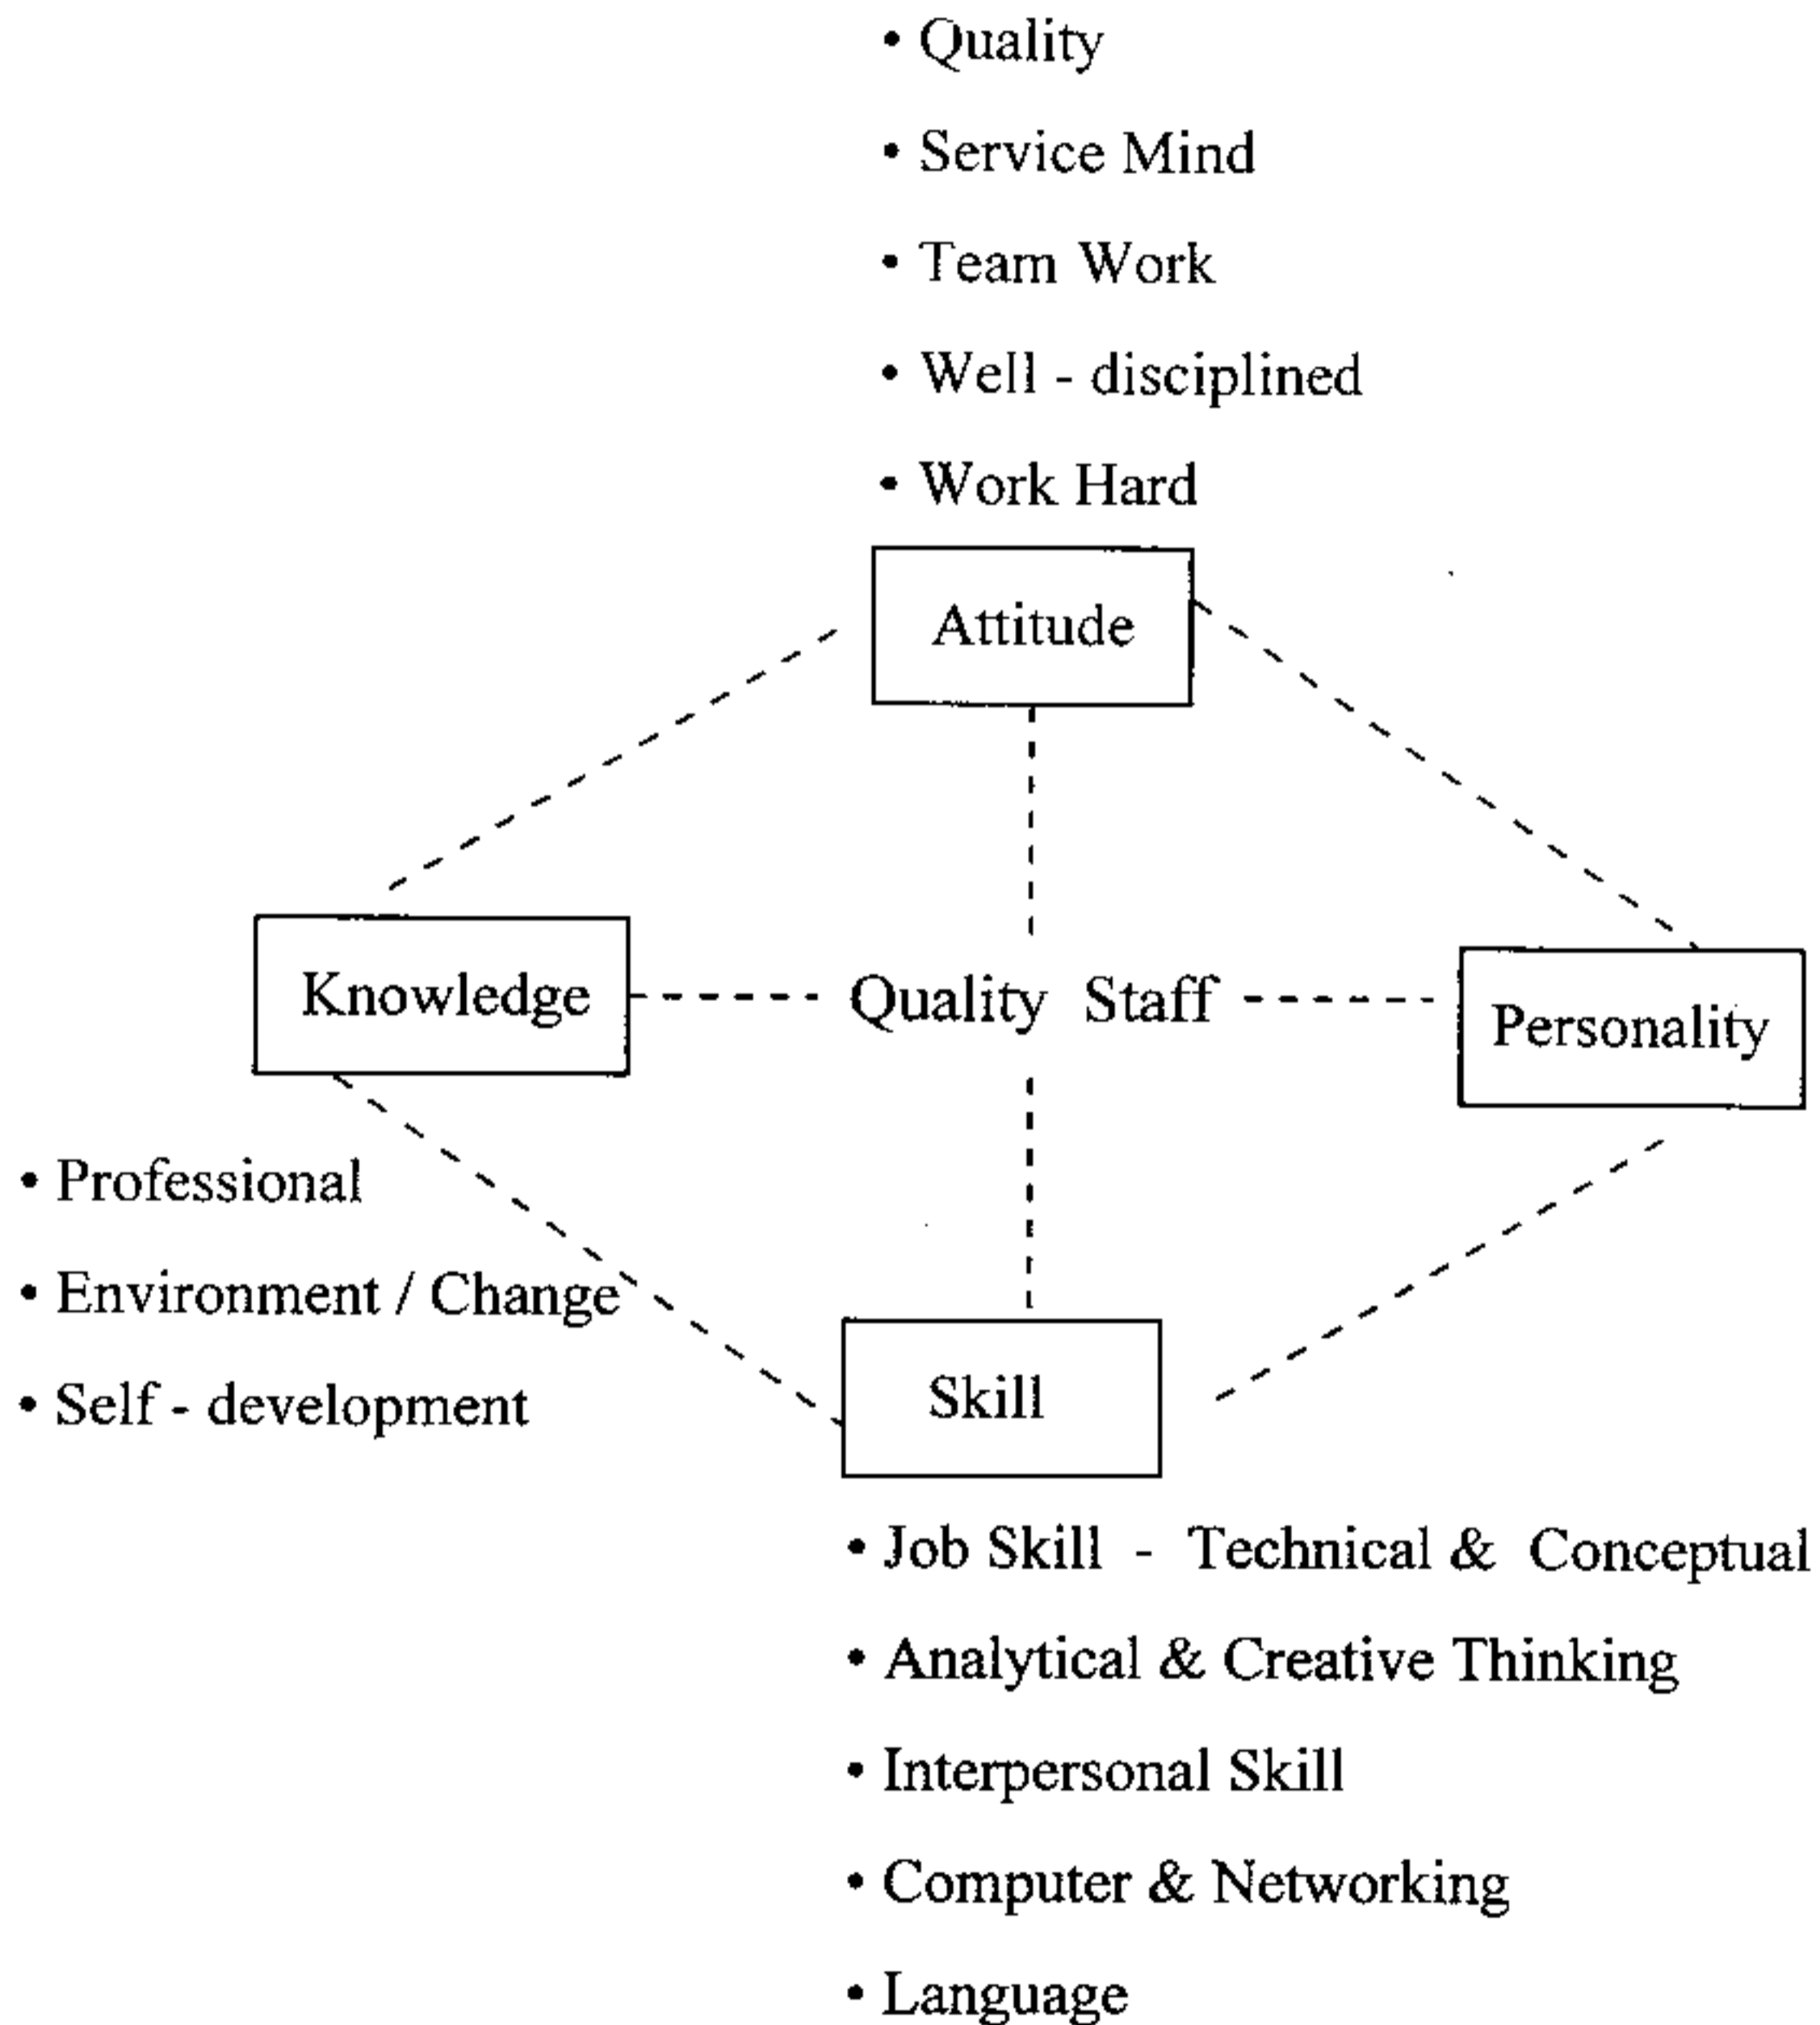 • Quality
• Service Mind
• Team Work
• Well - disciplined
• Work Hard
Attitude
Knowledge
Quality Staff
Personality
• Professional
• Environment / Change
• Self - development
Skill
• Job Skill - Technical & Conceptual
• Analytical & Creative Thinking
• Interpersonal Skill
• Computer & Networking
• Language